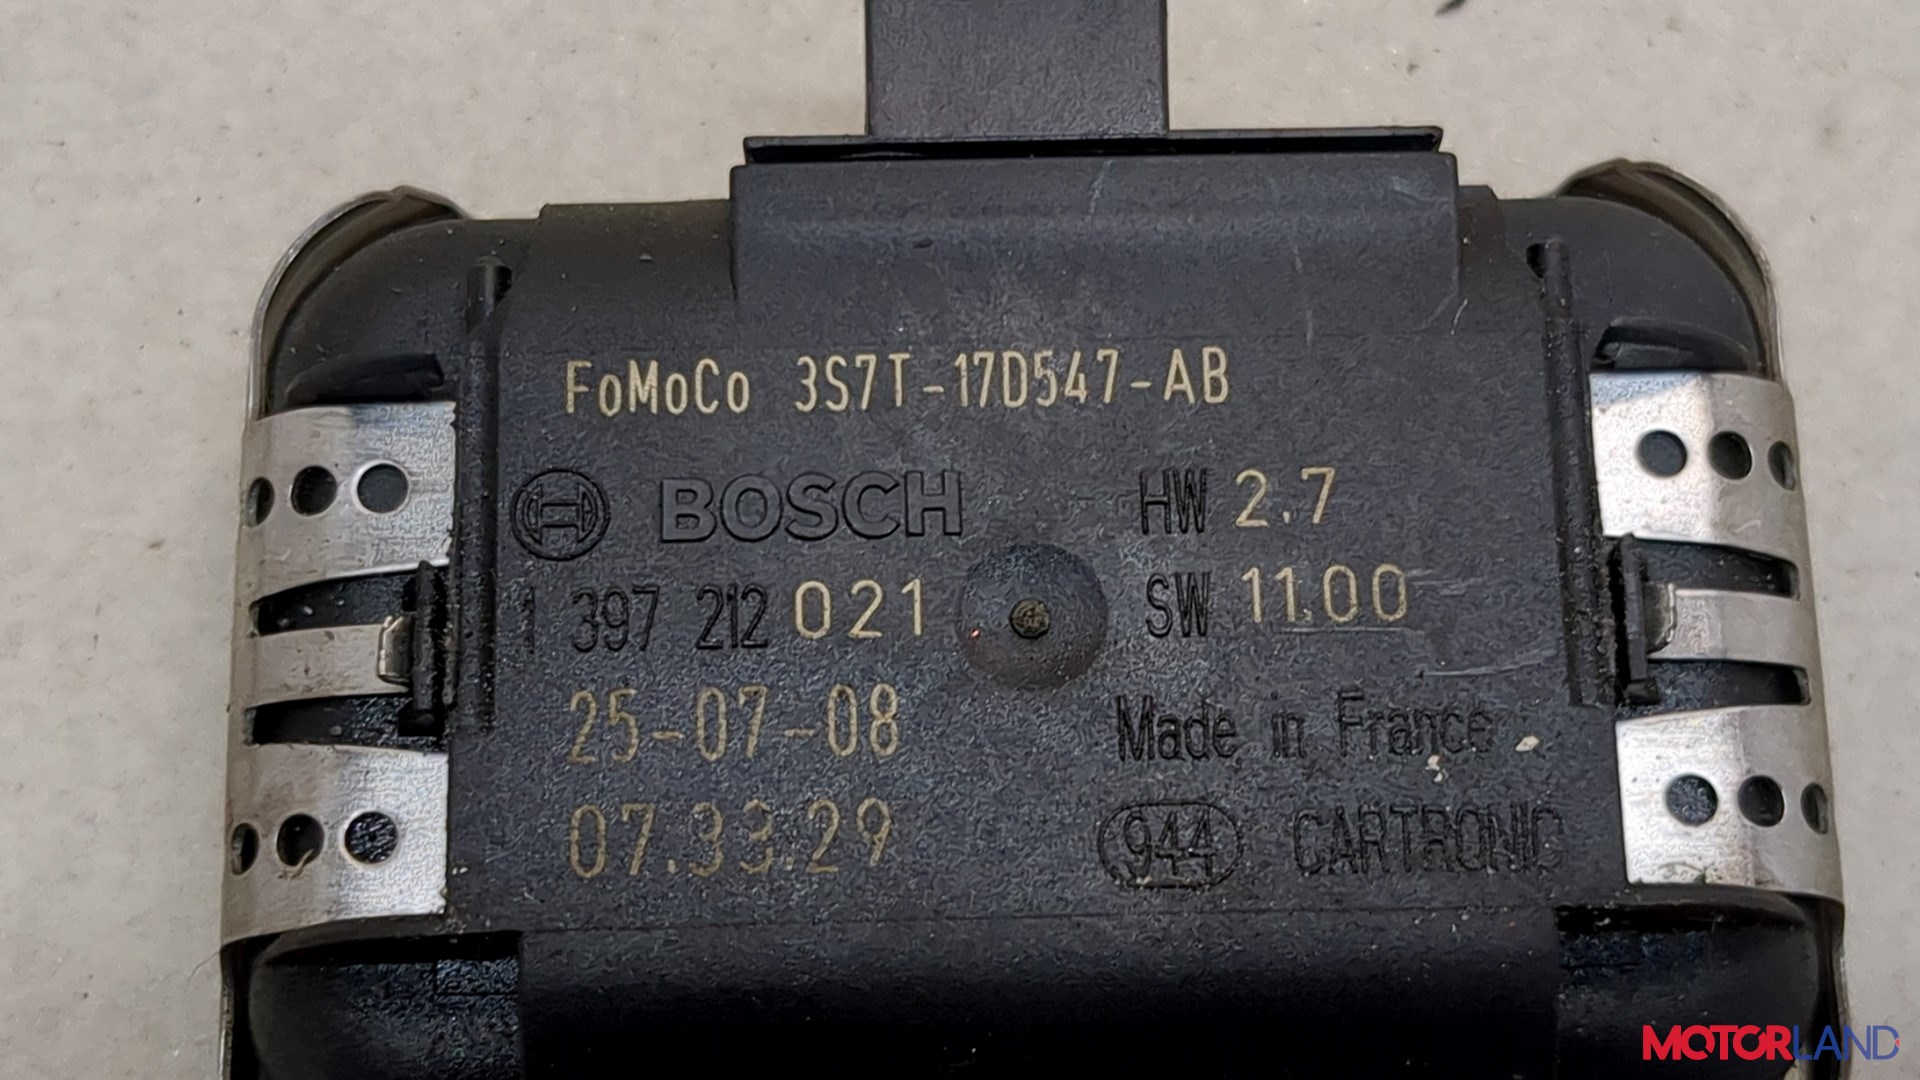 FoMoCo 3S7T-17D547-AB
BOSCH HW 2.7
1 397 212 021 SW 11.00
25-07-08 Made in France
07.33.29 944 CARTRONIC
MOTORLAND